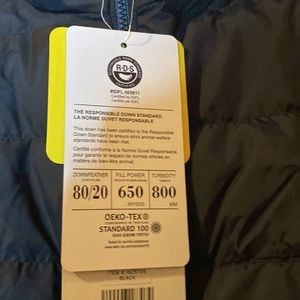 R·D·S
IDFL 005811
Certified by IDFL
Certifié par IDFL
THE RESPONSIBLE DOWN STANDARD
LA NORME DUVET RESPONSABLE
This down has been certified to the Responsible
Down Standard to ensure strict animal welfare
standards have been met.
Certifié conforme à la Norme Duvet Responsable
pour garantir le respect de normes strictes en
matière de bien-être animal.
DOWN/FEATHER FILL POWER TURBIDITY
80/20 650 800
IN³/30G MM
OEKO-TEX®
STANDARD 100
Tested for harmful substances.
BLACK